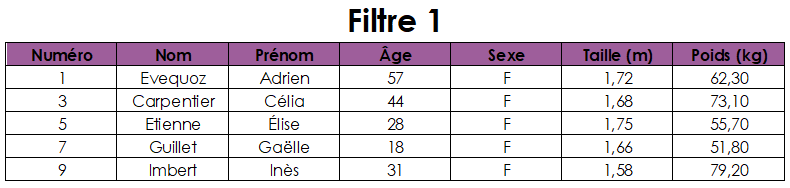 Filtre 1
Numéro Nom Prénom Âge Sexe Taille (m) Poids (kg)
1 Evequoz Adrien 57 F 1,72 62,30
3 Carpentier Célia 44 F 1,68 73,10
5 Etienne Élise 28 F 1,75 55,70
7 Guillet Gaëlle 18 F 1,66 51,80
9 Imbert Inès 31 F 1,58 79,20